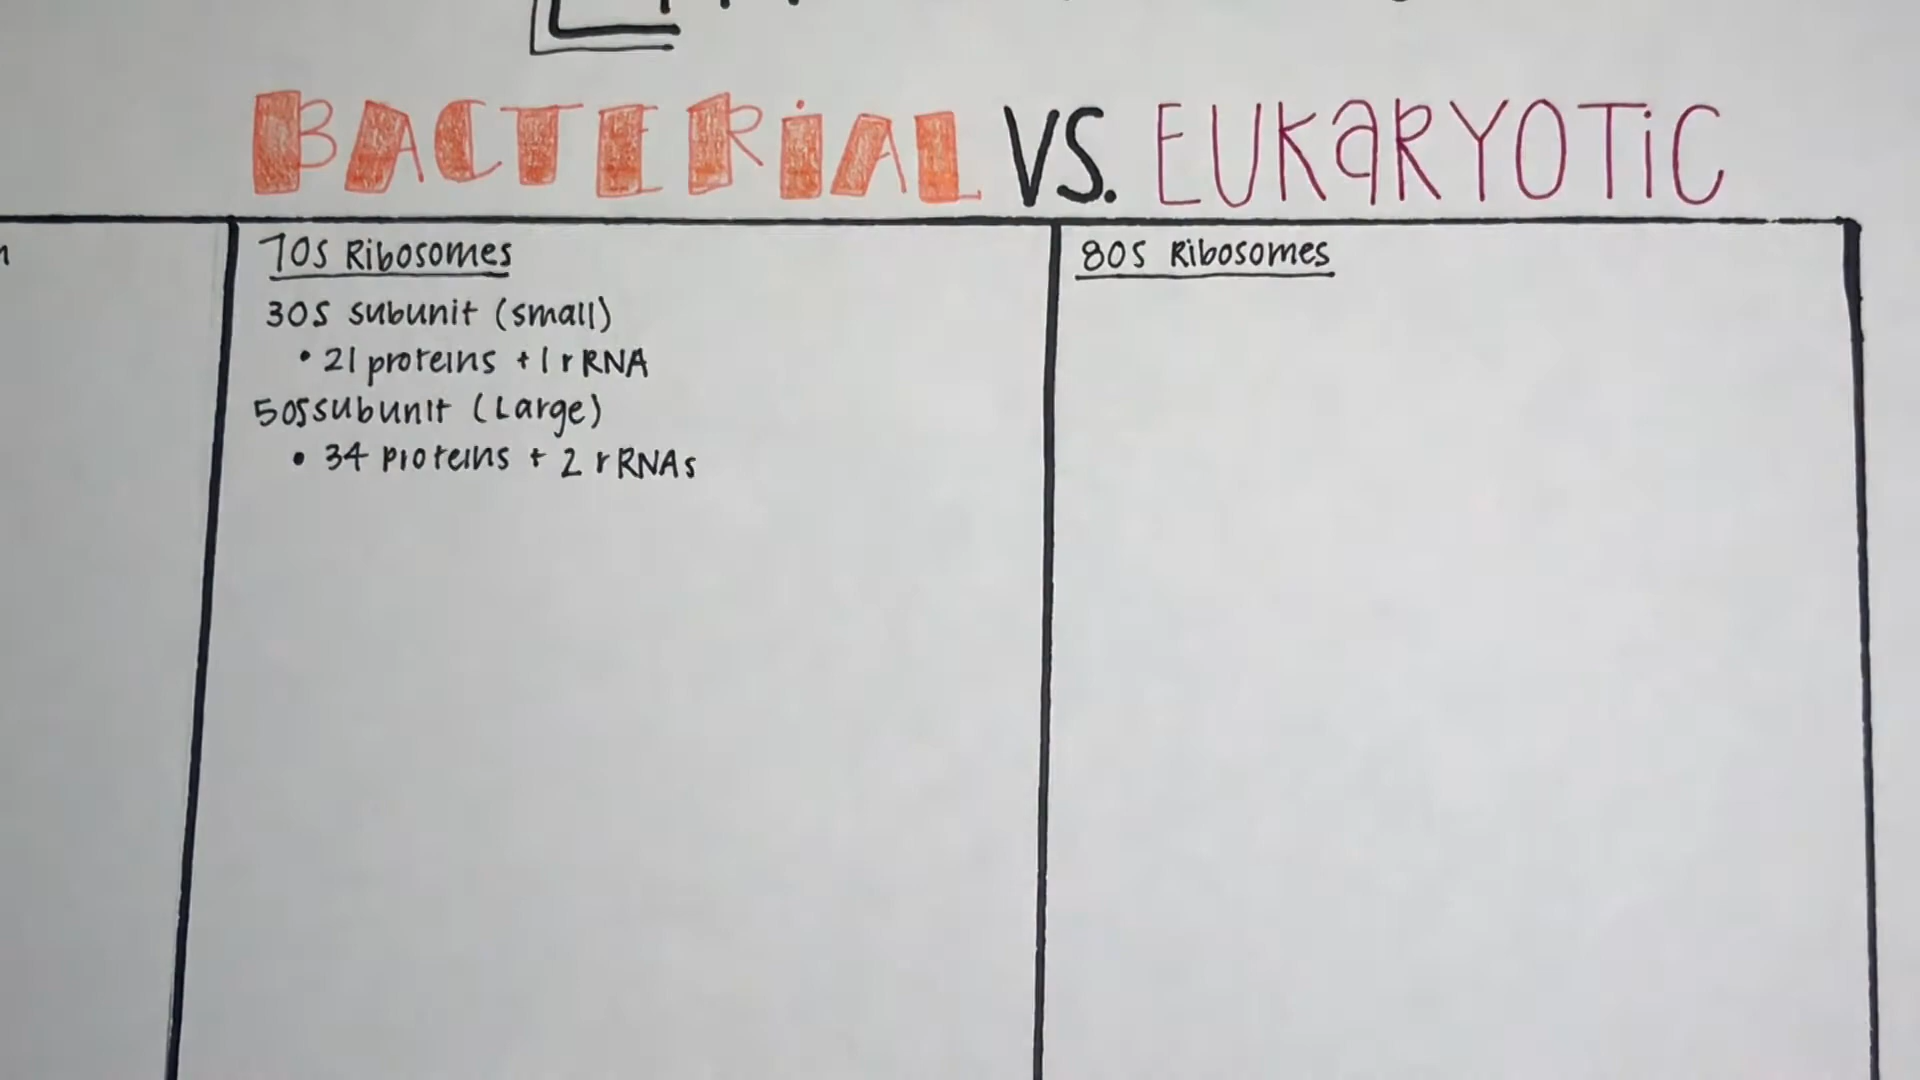 BACTERiAL VS. EUKaRYOTiC
70S Ribosomes
30S subunit (small)
• 21 proteins + 1 rRNA
50S subunit (Large)
• 34 proteins + 2 rRNAs
80S Ribosomes